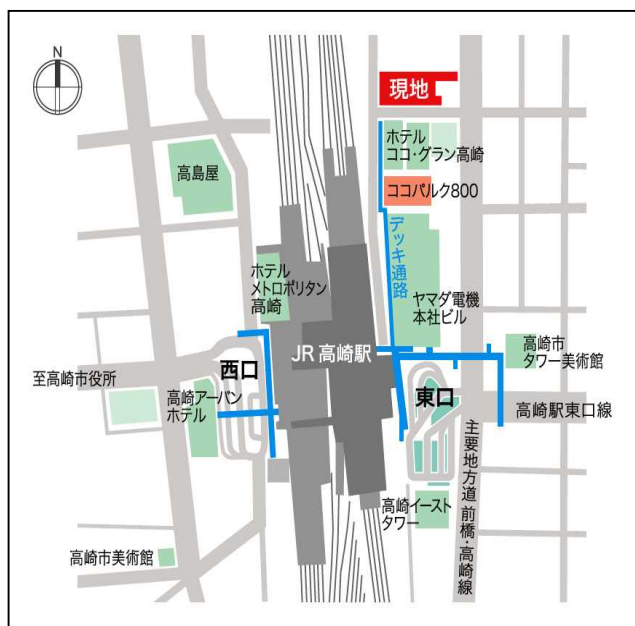 N
現地
ホテル
ココ・グラン高崎
高島屋
ココパルク800
デッキ通路
ホテル
メトロポリタン
高崎
ヤマダ電機
本社ビル
JR 高崎駅
高崎市
タワー美術館
西口
至高崎市役所
東口
高崎アーバン
ホテル
高崎駅東口線
主要地方道 前橋・高崎線
高崎イースト
タワー
高崎市美術館